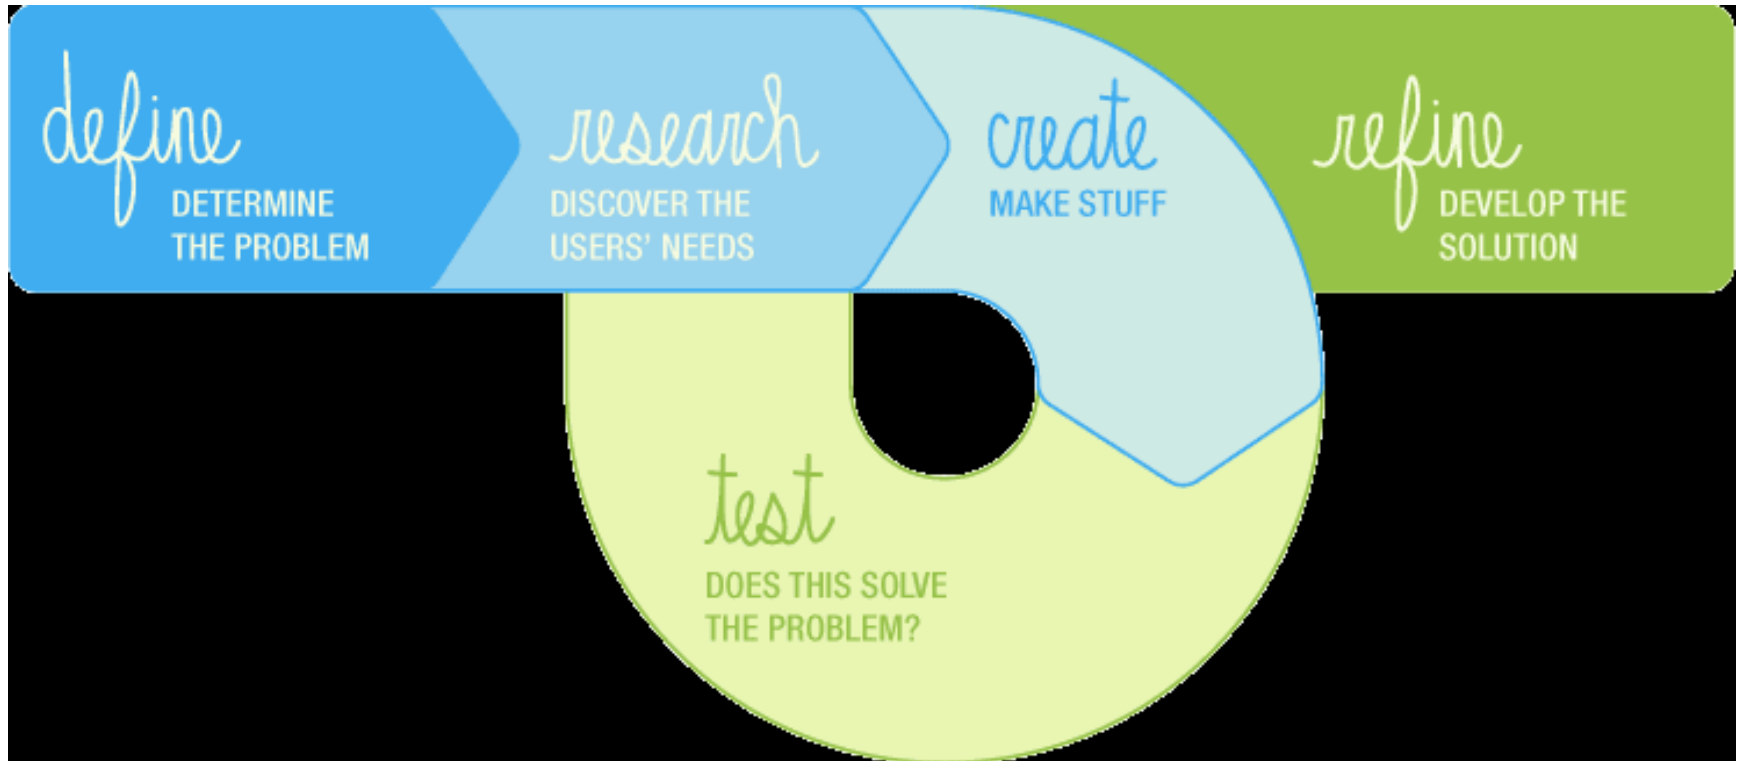 define
DETERMINE
THE PROBLEM
research
DISCOVER THE
USERS’ NEEDS
create
MAKE STUFF
refine
DEVELOP THE
SOLUTION
test
DOES THIS SOLVE
THE PROBLEM?